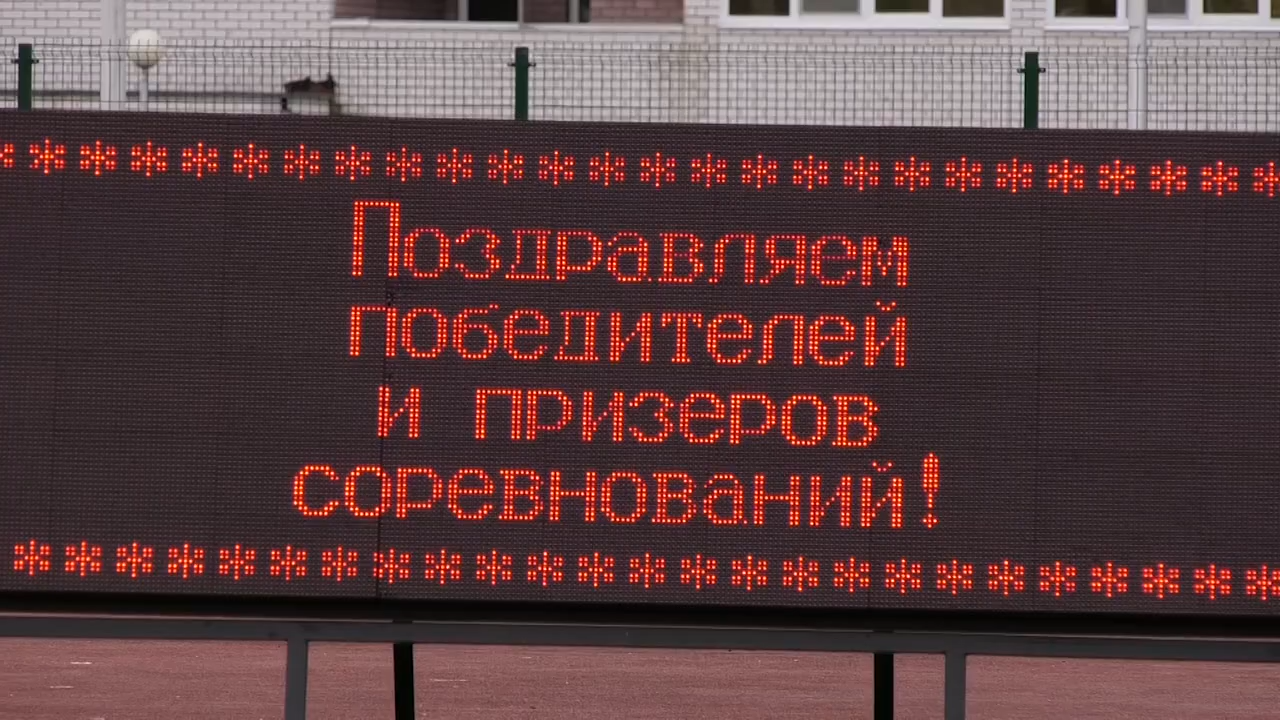 * * * * * * * * * * * * * * * * * * * * * * * * * *
Поздравляем
победителей
и призеров
соревнований!
* * * * * * * * * * * * * * * * * * * * * * * * *